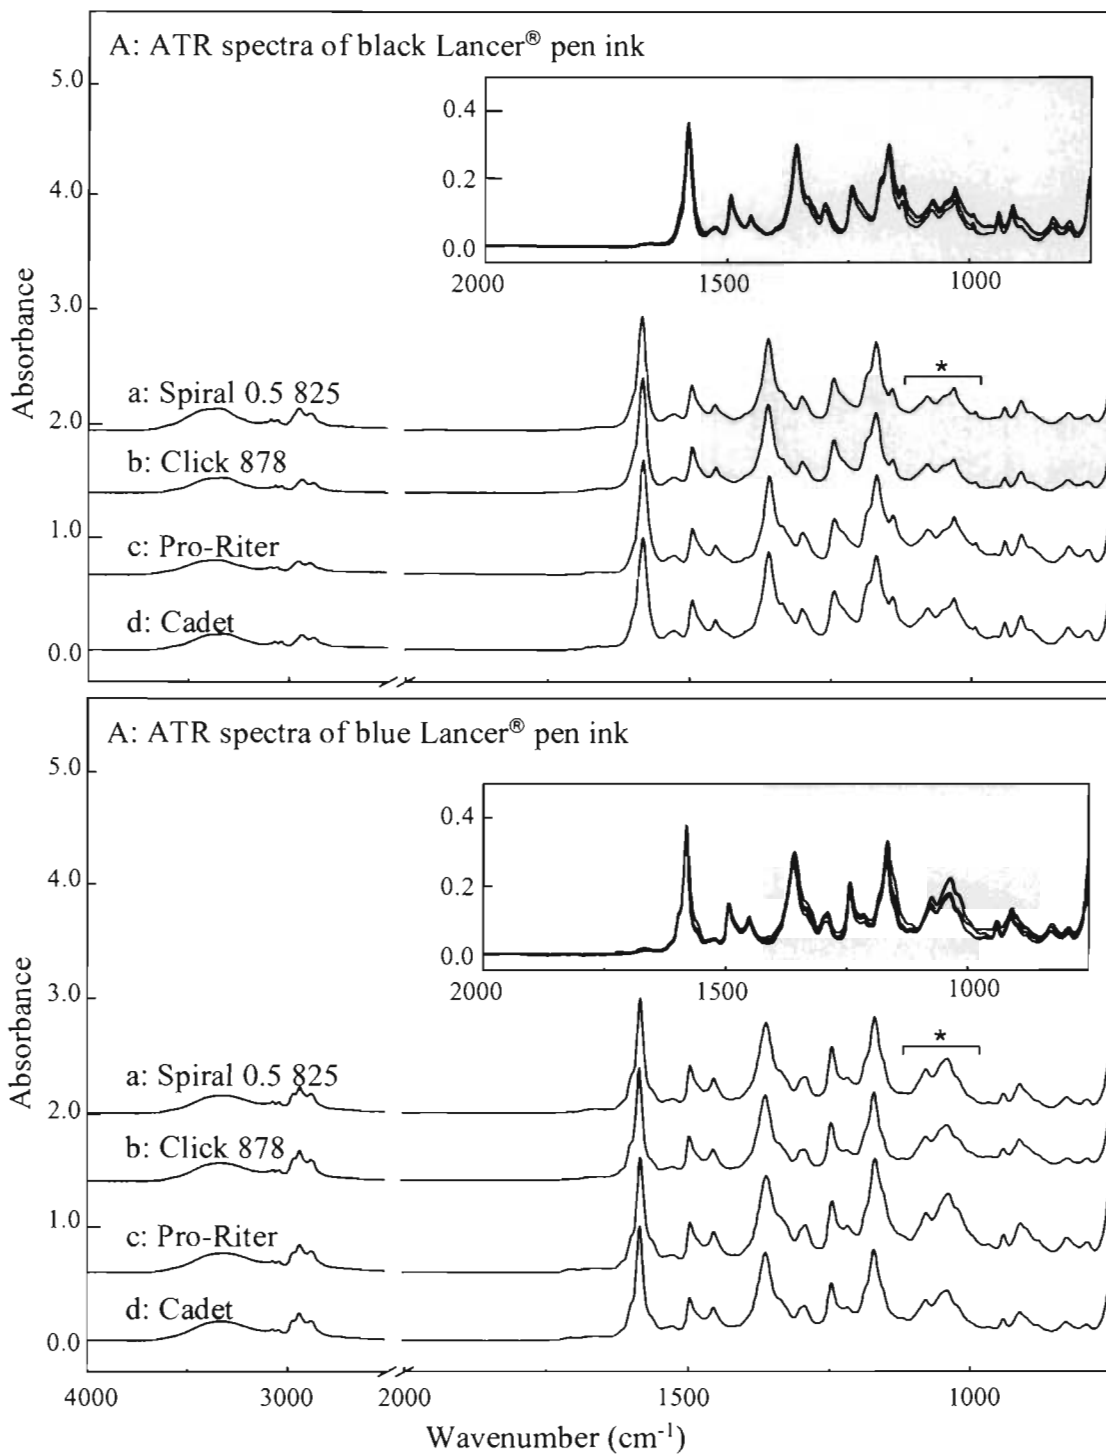 A: ATR spectra of black Lancer® pen ink
5.0
4.0
3.0
2.0
1.0
0.0
Absorbance
0.4
0.2
0.0
2000
1500
1000
*
a: Spiral 0.5 825
b: Click 878
c: Pro-Riter
d: Cadet
A: ATR spectra of blue Lancer® pen ink
5.0
4.0
3.0
2.0
1.0
0.0
Absorbance
0.4
0.2
0.0
2000
1500
1000
*
a: Spiral 0.5 825
b: Click 878
c: Pro-Riter
d: Cadet
4000
3000
2000
1500
1000
Wavenumber (cm⁻¹)